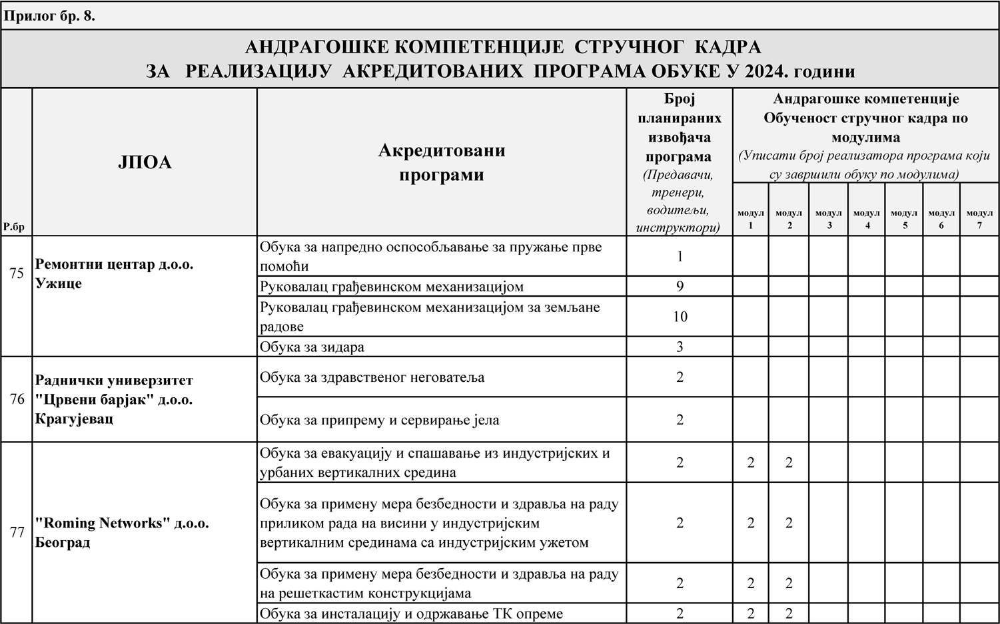 Прилог бр. 8.
АНДРАГОШКЕ КОМПЕТЕНЦИЈЕ СТРУЧНОГ КАДРА
ЗА РЕАЛИЗАЦИЈУ АКРЕДИТОВАНИХ ПРОГРАМА ОБУКЕ У 2024. години
Р.бр
ЈПОА
Акредитовани
програми
Број
планираних
извођача
програма
(Предавачи,
тренери,
водитељи,
инструктори)
Андрагошке компетенције
Обученост стручног кадра по
модулима
(Уписати број реализатора програма који
су завршили обуку по модулима)
модул
1
модул
2
модул
3
модул
4
модул
5
модул
6
модул
7
75
Ремонтни центар д.о.о.
Ужице
Обука за напредно оспособљавање за пружање прве
помоћи
1
Руковалац грађевинском механизацијом
9
Руковалац грађевинском механизацијом за земљане
радове
10
Обука за зидара
3
76
Раднички универзитет
"Црвени барјак" д.о.о.
Крагујевац
Обука за здравственог неговатеља
2
Обука за припрему и сервирање јела
2
77
"Roming Networks" д.о.о.
Београд
Обука за евакуацију и спашавање из индустријских и
урбаних вертикалних средина
2 2 2
Обука за примену мера безбедности и здравља на раду
приликом рада на висини у индустријским
вертикалним срединама са индустријским ужетом
2 2 2
Обука за примену мера безбедности и здравља на раду
на решеткастим конструкцијама
2 2 2
Обука за инсталацију и одржавање ТК опреме
2 2 2